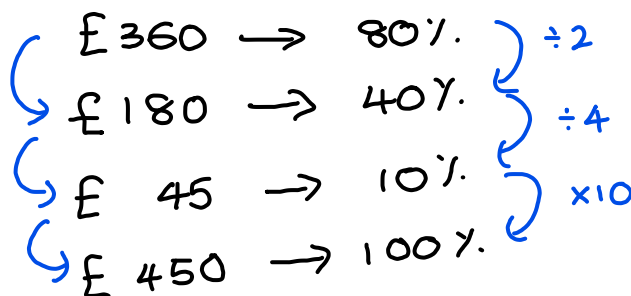 £360 → 80%. ÷2
£180 → 40%. ÷4
£ 45 → 10%. ×10
£450 → 100%.